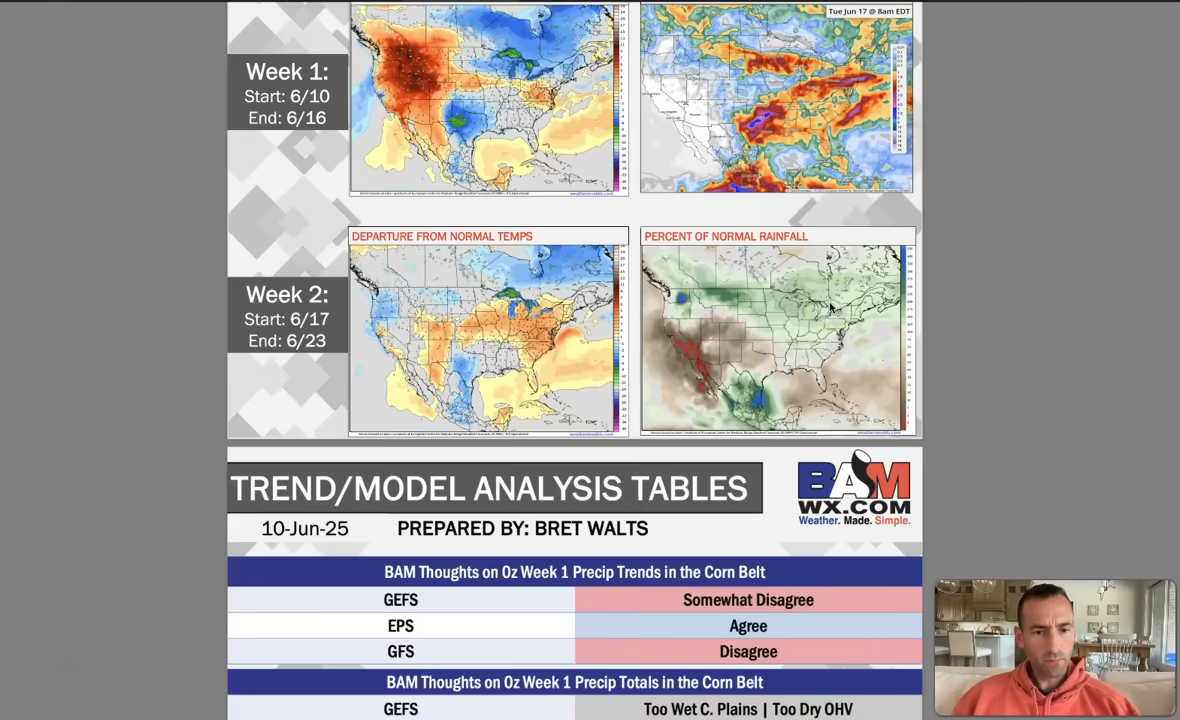 Tue Jun 17 @ 8am EDT
Week 1:
Start: 6/10
End: 6/16
DEPARTURE FROM NORMAL TEMPS
PERCENT OF NORMAL RAINFALL
Week 2:
Start: 6/17
End: 6/23
TREND/MODEL ANALYSIS TABLES
BAM
WX.COM
Weather. Made. Simple.
10-Jun-25 PREPARED BY: BRET WALTS
BAM Thoughts on Oz Week 1 Precip Trends in the Corn Belt
GEFS Somewhat Disagree
EPS Agree
GFS Disagree
BAM Thoughts on Oz Week 1 Precip Totals in the Corn Belt
GEFS Too Wet C. Plains | Too Dry OHV